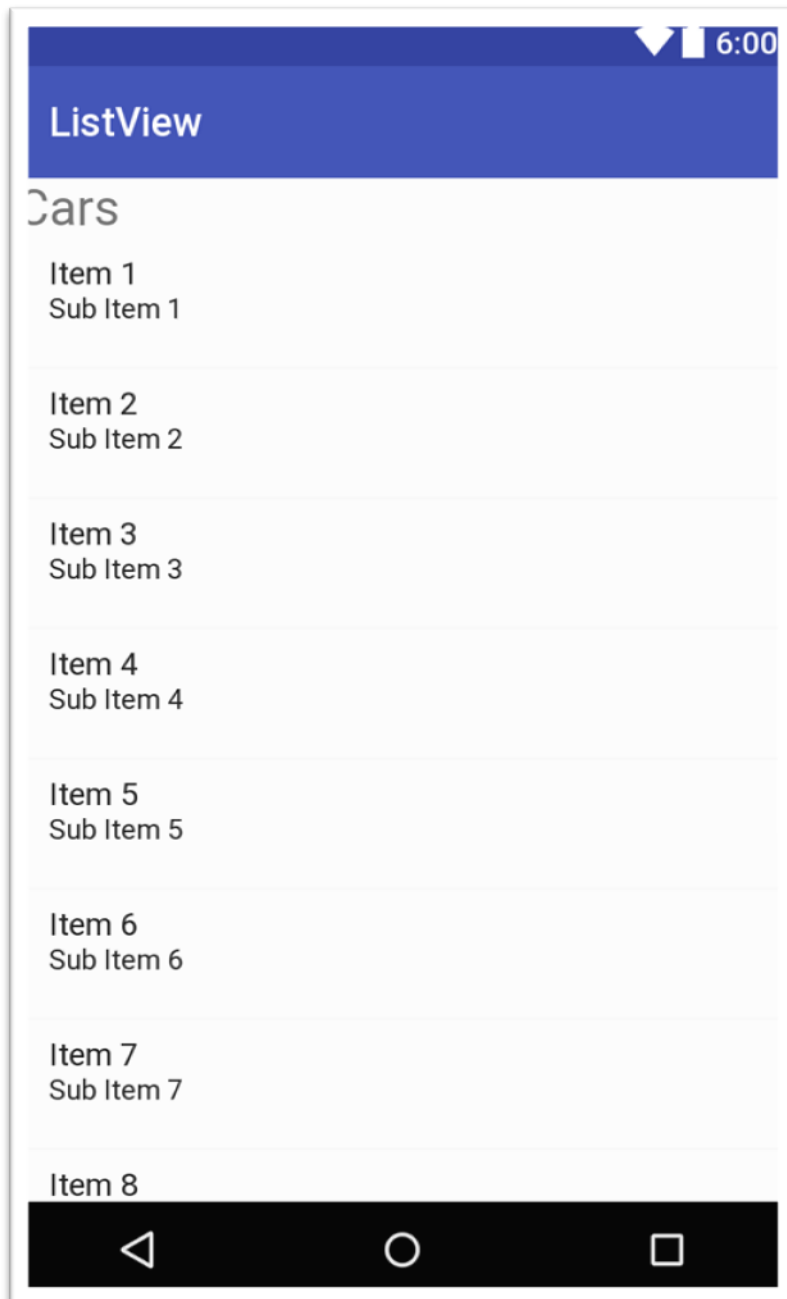 6:00
ListView
Cars
Item 1
Sub Item 1
Item 2
Sub Item 2
Item 3
Sub Item 3
Item 4
Sub Item 4
Item 5
Sub Item 5
Item 6
Sub Item 6
Item 7
Sub Item 7
Item 8